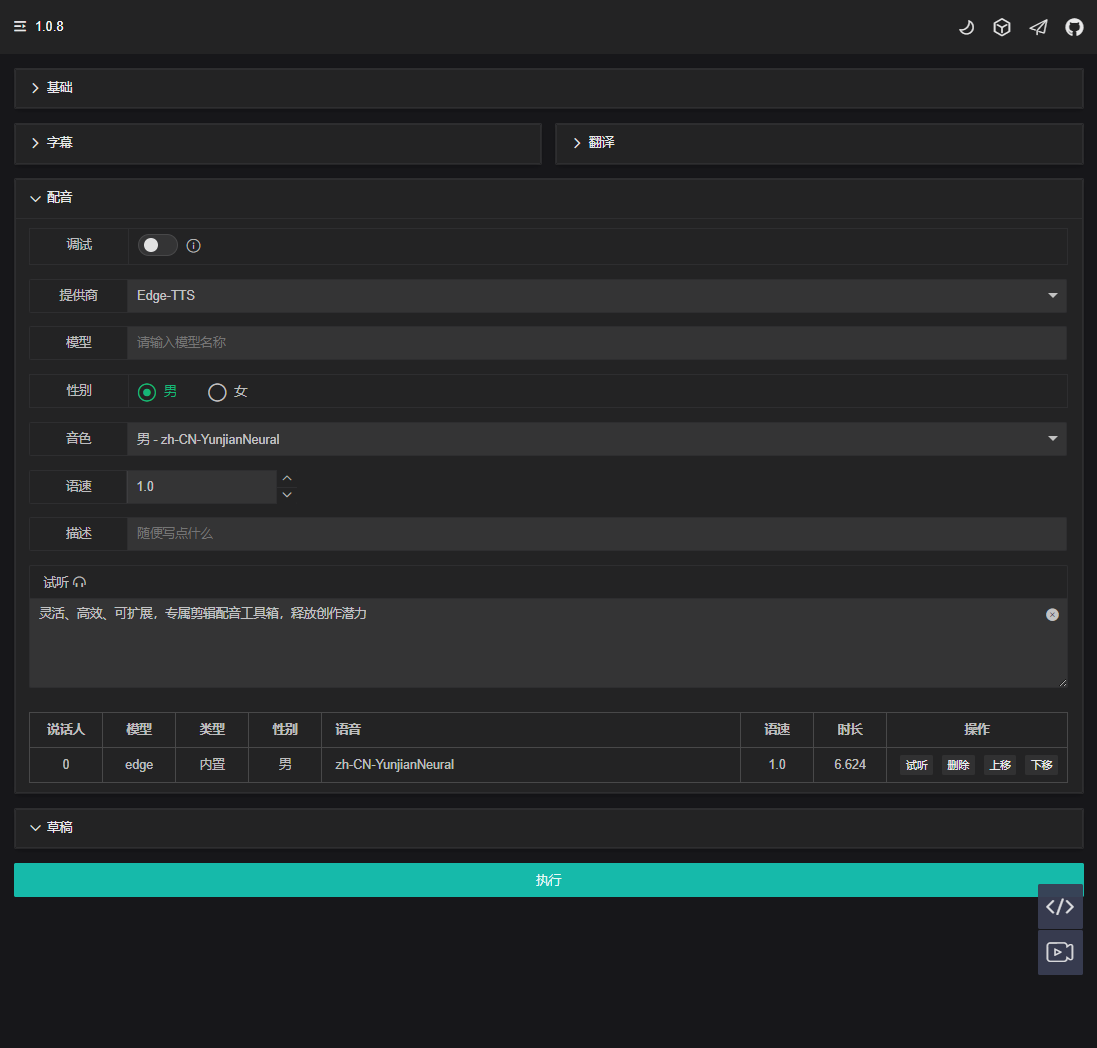 1.0.8
基础
字幕
翻译
配音
调试
提供商 Edge-TTS
模型 请输入模型名称
性别 男 女
音色 男 - zh-CN-YunjianNeural
语速 1.0
描述 随便写点什么
试听
灵活、高效、可扩展，专属剪辑配音工具箱，释放创作潜力
说话人 模型 类型 性别 语音 语速 时长 操作
0 edge 内置 男 zh-CN-YunjianNeural 1.0 6.624 试听 删除 上移 下移
草稿
执行